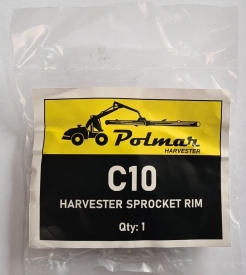 Polmar
HARVESTER
C10
HARVESTER SPROCKET RIM
Qty: 1